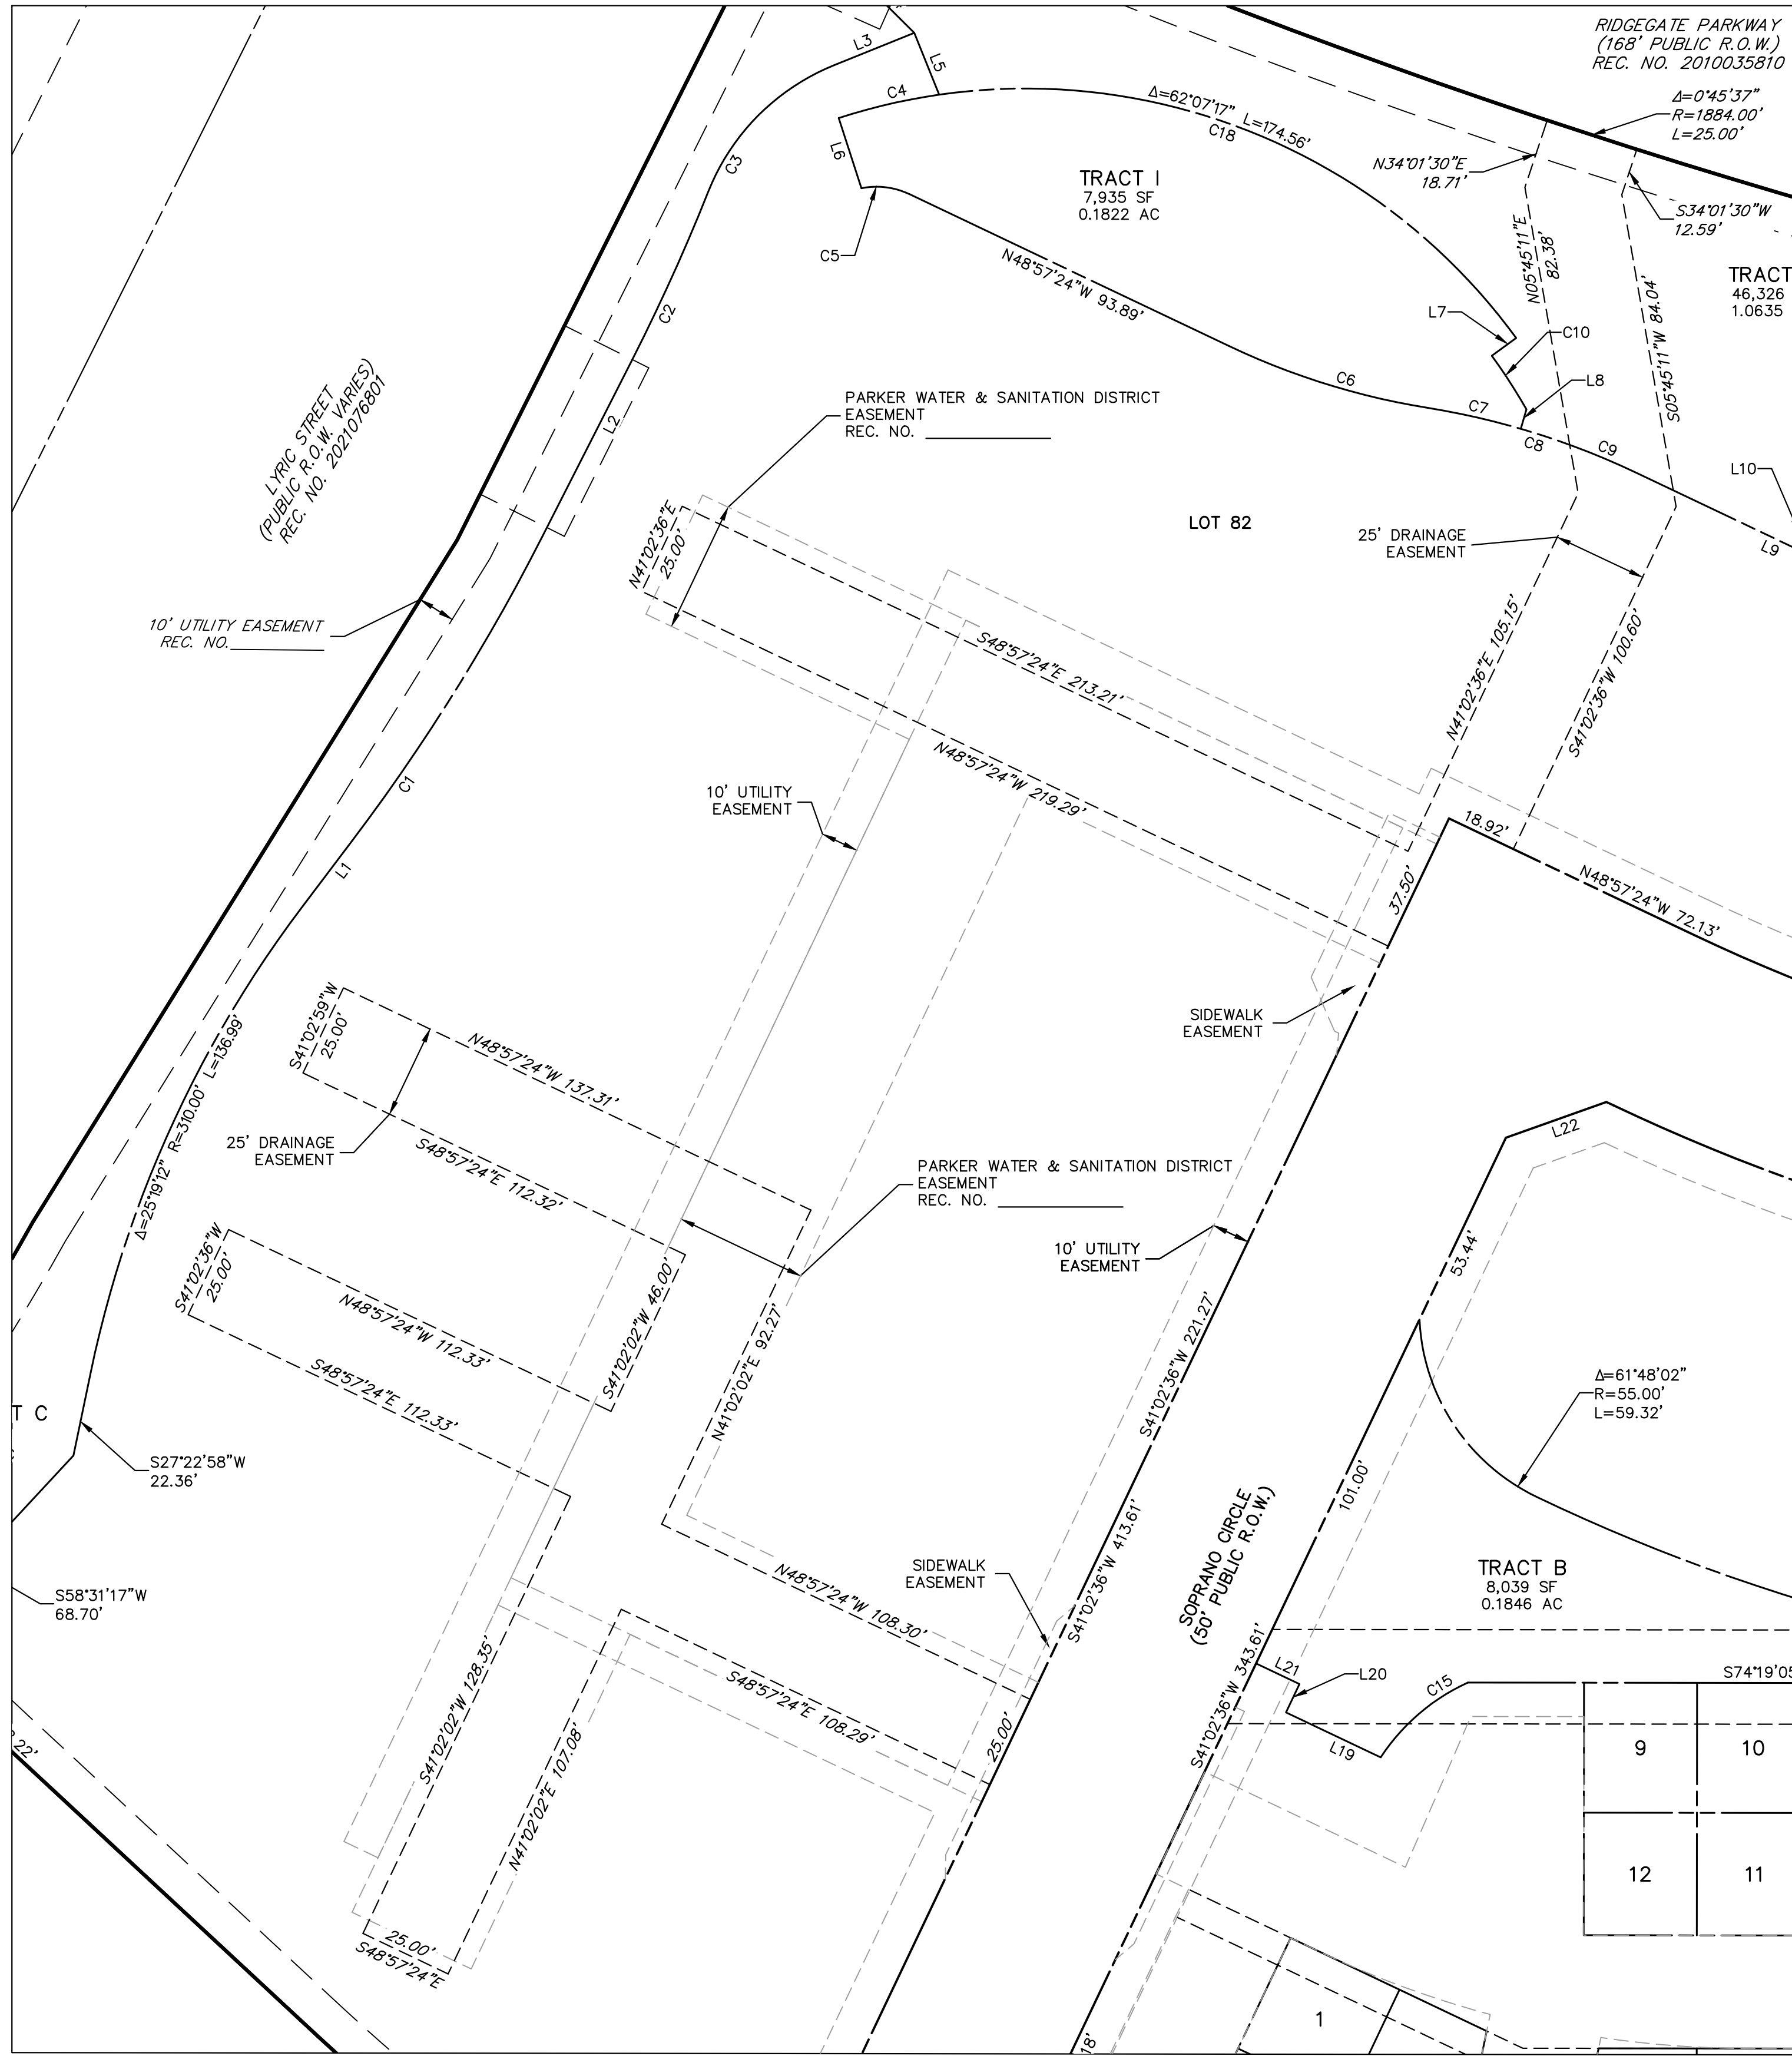 RIDGEGATE PARKWAY
(168' PUBLIC R.O.W.)
REC. NO. 2010035810
Δ=0°45'37"
R=1884.00'
L=25.00'
L3
L5
C4
Δ=62°07'17" L=174.56'
C18
C3
L6
TRACT I
7,935 SF
0.1822 AC
N34°01'30"E
18.71'
S34°01'30"W
12.59'
C5
N48°57'24"W 93.89'
N05°45'11"E
82.38'
S05°45'11"W 84.04'
TRACT
46,326
1.0635
C2
L7
C10
C6
L8
C7
C8
C9
L10
L9
LYRIC STREET
(PUBLIC R.O.W. VARIES)
REC. NO. 2021076801
L2
PARKER WATER & SANITATION DISTRICT
EASEMENT
REC. NO.
N41°02'36"E
25.00'
LOT 82
25' DRAINAGE
EASEMENT
10' UTILITY EASEMENT
REC. NO.
S48°57'24"E 213.21'
N41°02'36"E 105.15'
S41°02'36"W 100.60'
N48°57'24"W 219.29'
C1
10' UTILITY
EASEMENT
18.92'
37.50'
N48°57'24"W 72.13'
L1
SIDEWALK
EASEMENT
S41°02'59"W
25.00'
N48°57'24"W 137.31'
Δ=25°19'12" R=310.00' L=136.99'
25' DRAINAGE
EASEMENT
S48°57'24"E 112.32'
L22
PARKER WATER & SANITATION DISTRICT
EASEMENT
REC. NO.
10' UTILITY
EASEMENT
53.44'
S41°02'36"W
25.00'
N48°57'24"W 112.33'
S41°02'02"W 46.00'
N41°02'02"E 92.27'
S41°02'36"W 221.27'
S48°57'24"E 112.33'
Δ=61°48'02"
R=55.00'
L=59.32'
T C
S27°22'58"W
22.36'
101.00'
S41°02'36"W 413.61'
SOPRANO CIRCLE
(50' PUBLIC R.O.W.)
SIDEWALK
EASEMENT
N48°57'24"W 108.30'
TRACT B
8,039 SF
0.1846 AC
S58°31'17"W
68.70'
S41°02'36"W 343.61'
L21
L20
C15
S74°19'05
S48°57'24"E 108.29'
25.00'
L19
S41°02'02"W 128.35'
N41°02'02"E 107.08'
.22'
9
10
12
11
25.00'
S48°57'24"E
1
18'